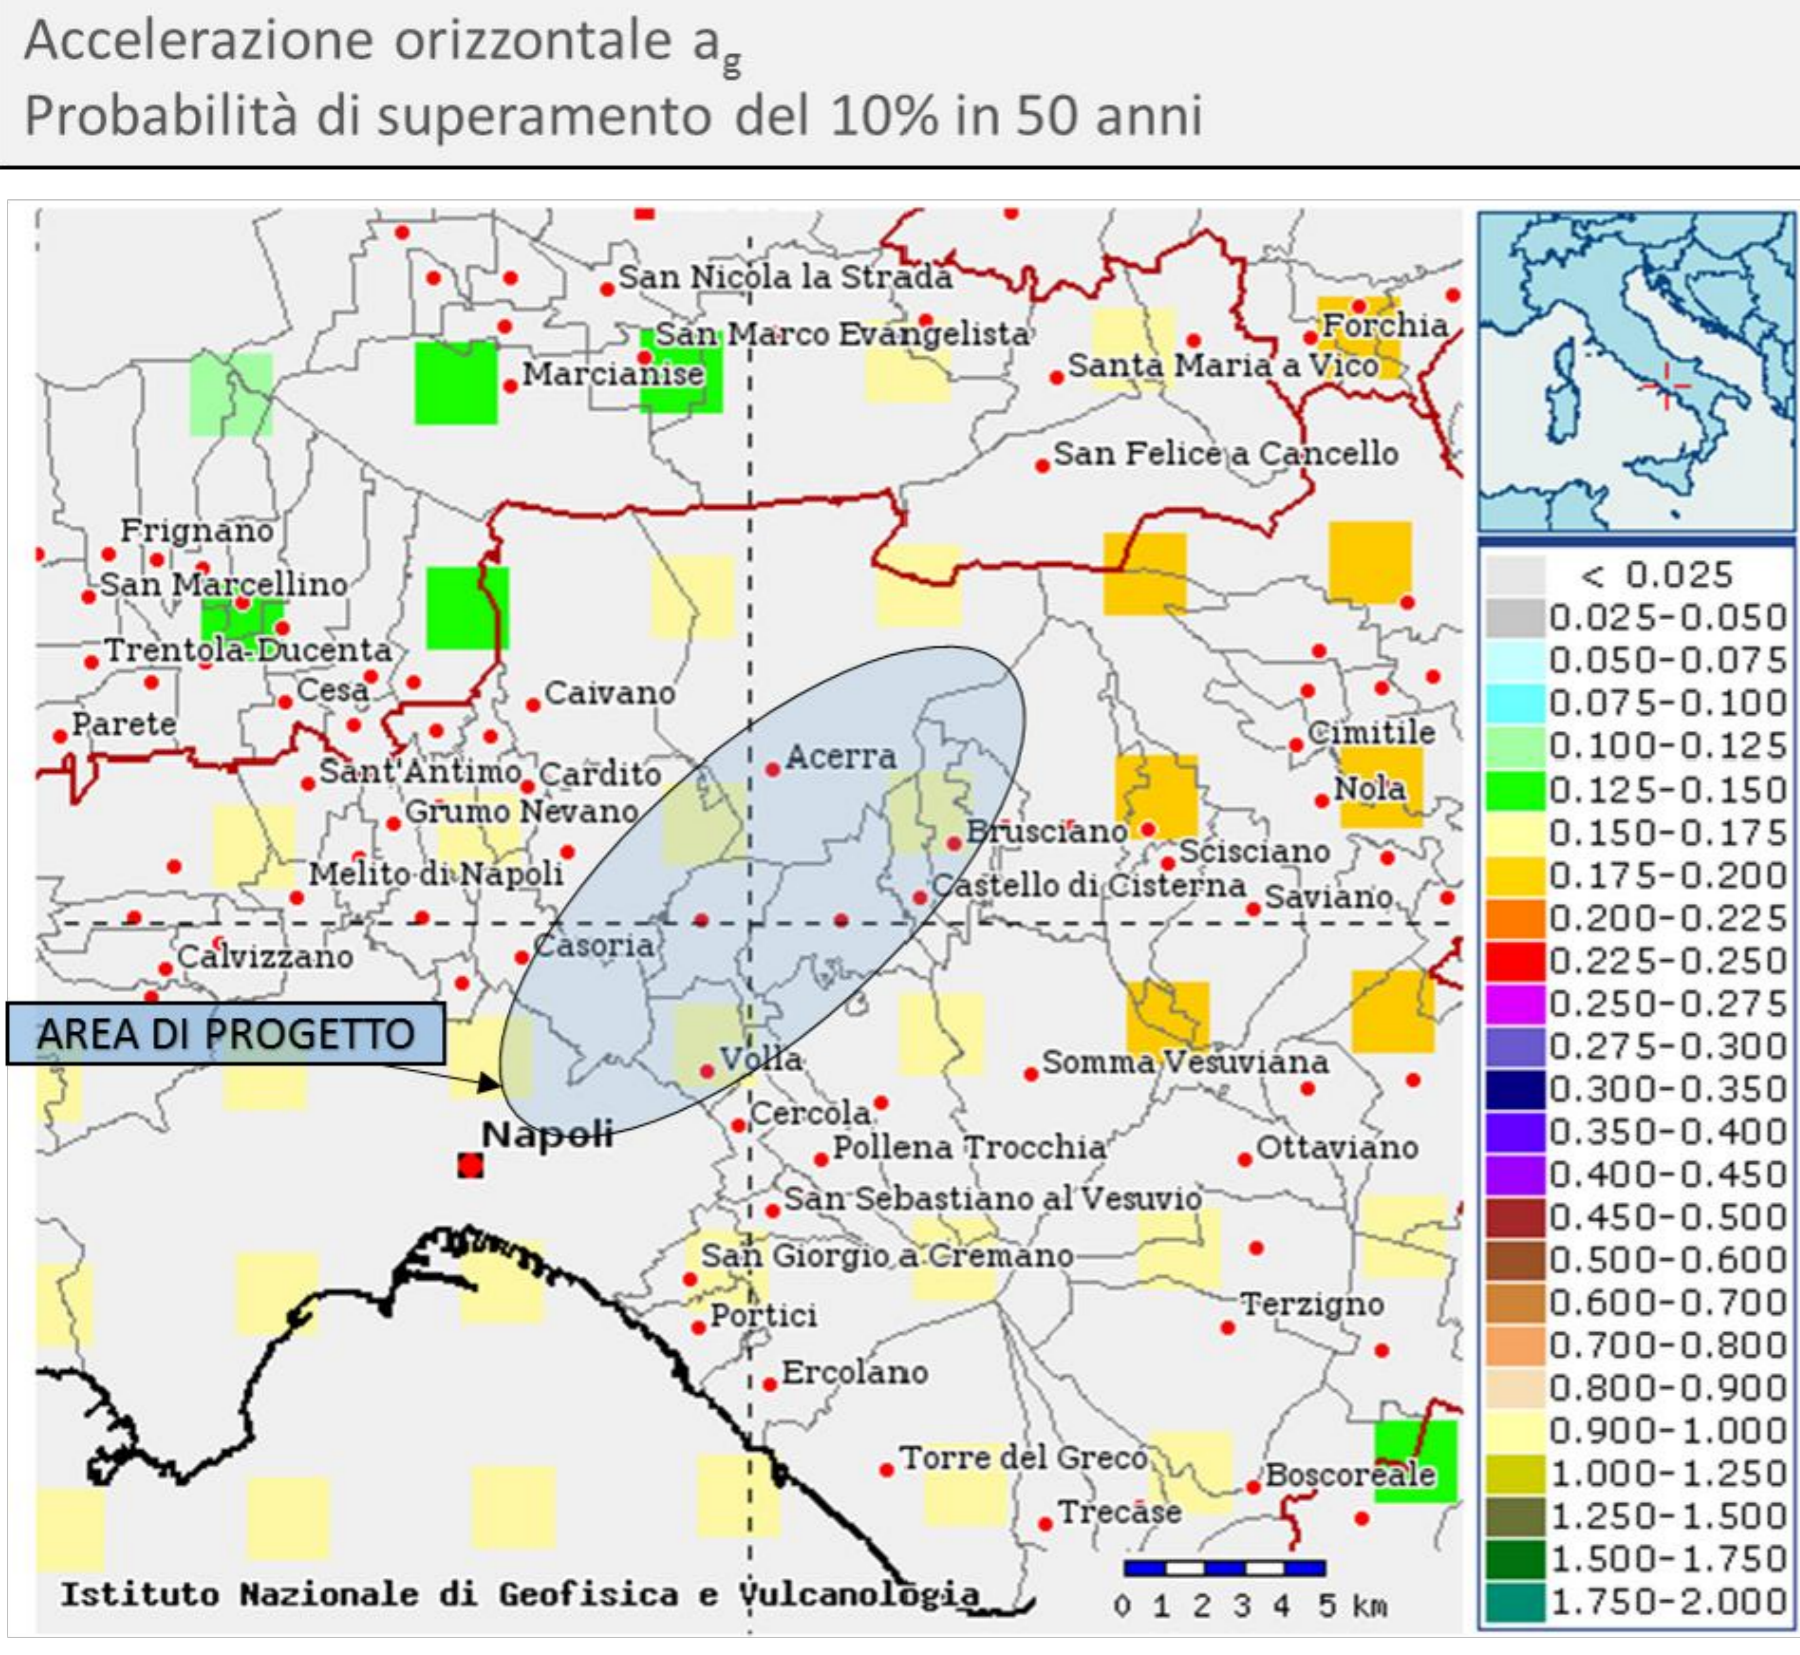 Accelerazione orizzontale ag
Probabilità di superamento del 10% in 50 anni
San Nicola la Strada
San Marco Evangelista
Forchia
Santa Maria a Vico
Marcianise
San Felice a Cancello
Frignano
San Marcellino
Trentola-Ducenta
Cesa
Caivano
Parete
Cimitile
Acerra
Sant'Antimo
Cardito
Nola
Grumo Nevano
Brusciano
Scisciano
Melito di Napoli
Castello di Cisterna
Saviano
Casoria
Calvizzano
AREA DI PROGETTO
Volla
Somma Vesuviana
Cercola
Napoli
Pollena Trocchia
Ottaviano
San Sebastiano al Vesuvio
San Giorgio a Cremano
Terzigno
Portici
Ercolano
Torre del Greco
Boscoreale
Trecase
Istituto Nazionale di Geofisica e Vulcanologia
0 1 2 3 4 5 km
< 0.025
0.025-0.050
0.050-0.075
0.075-0.100
0.100-0.125
0.125-0.150
0.150-0.175
0.175-0.200
0.200-0.225
0.225-0.250
0.250-0.275
0.275-0.300
0.300-0.350
0.350-0.400
0.400-0.450
0.450-0.500
0.500-0.600
0.600-0.700
0.700-0.800
0.800-0.900
0.900-1.000
1.000-1.250
1.250-1.500
1.500-1.750
1.750-2.000